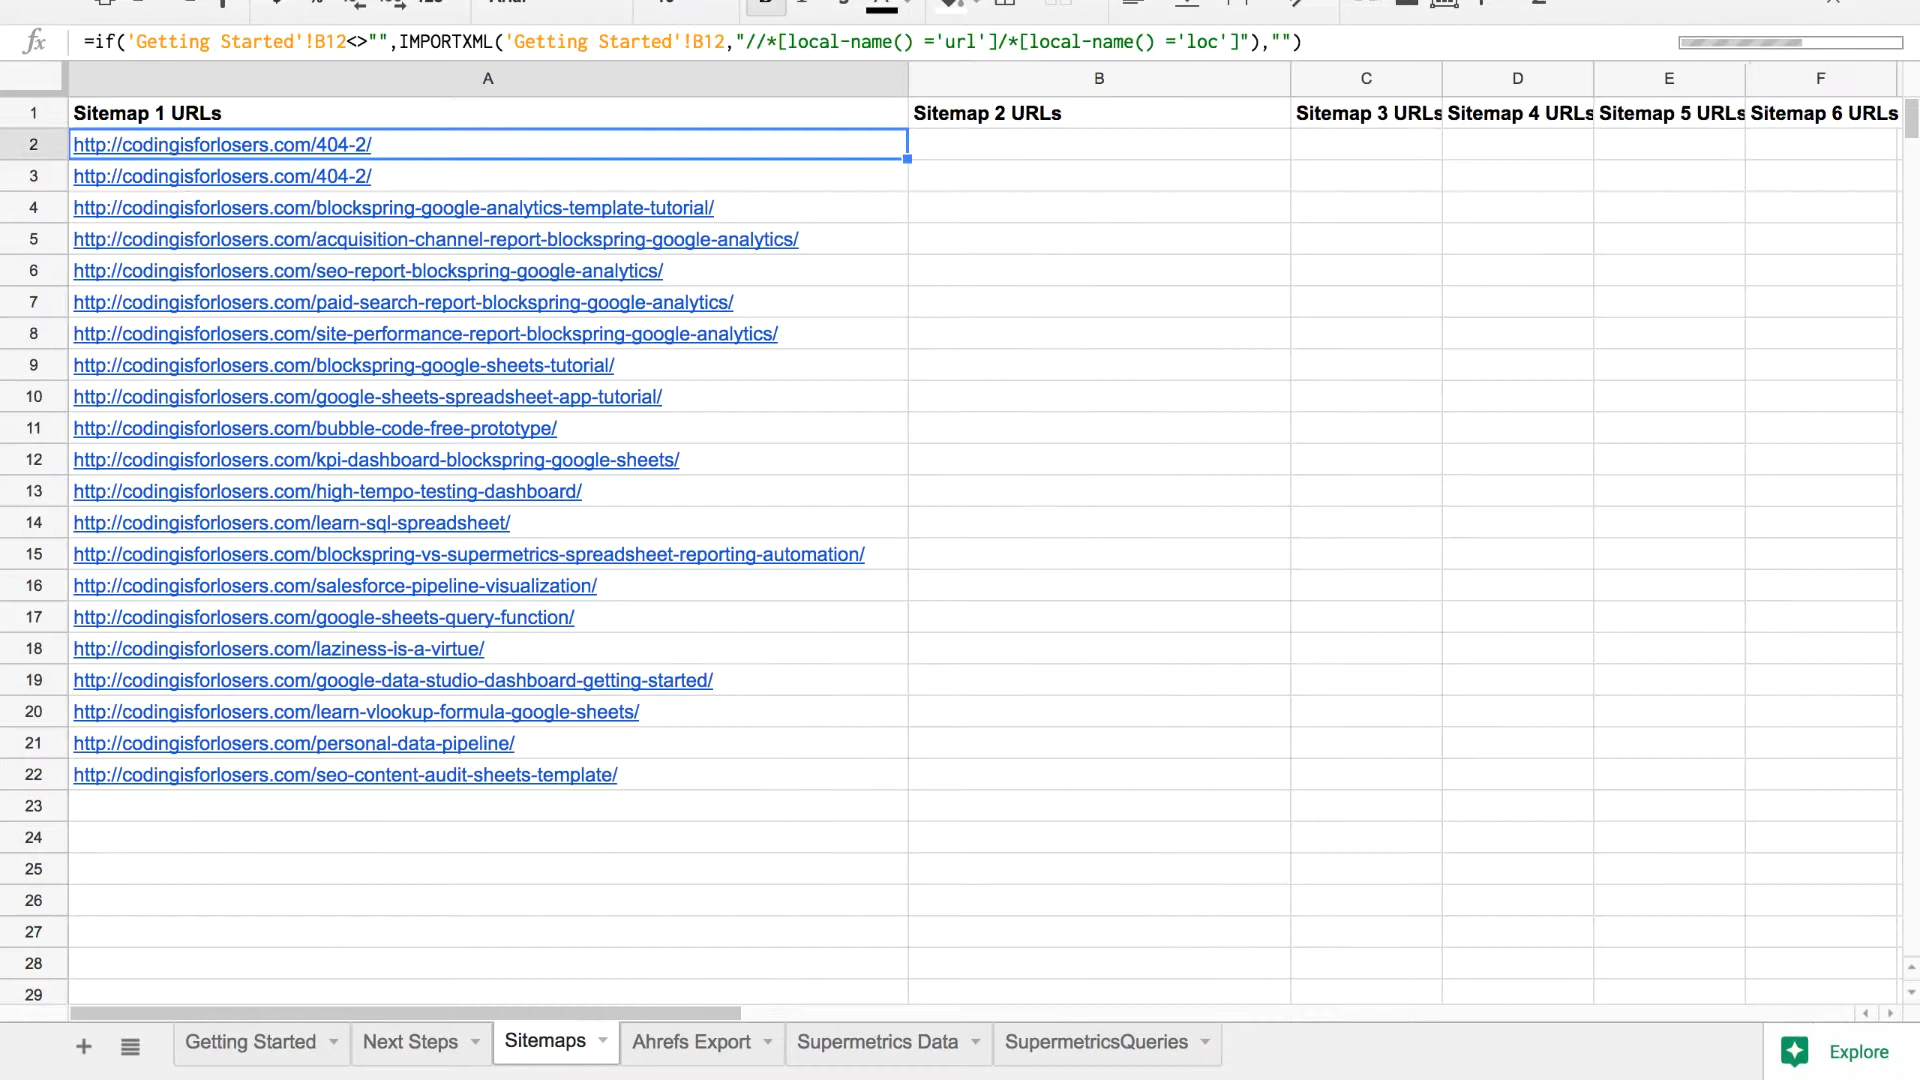 =if('Getting Started'!B12<>"",IMPORTXML('Getting Started'!B12,"//*[local-name() ='url']/*[local-name() ='loc']"),"")
A B C D E F
1 Sitemap 1 URLs Sitemap 2 URLs Sitemap 3 URLs Sitemap 4 URLs Sitemap 5 URLs Sitemap 6 URLs
2 http://codingisforlosers.com/404-2/
3 http://codingisforlosers.com/404-2/
4 http://codingisforlosers.com/blockspring-google-analytics-template-tutorial/
5 http://codingisforlosers.com/acquisition-channel-report-blockspring-google-analytics/
6 http://codingisforlosers.com/seo-report-blockspring-google-analytics/
7 http://codingisforlosers.com/paid-search-report-blockspring-google-analytics/
8 http://codingisforlosers.com/site-performance-report-blockspring-google-analytics/
9 http://codingisforlosers.com/blockspring-google-sheets-tutorial/
10 http://codingisforlosers.com/google-sheets-spreadsheet-app-tutorial/
11 http://codingisforlosers.com/bubble-code-free-prototype/
12 http://codingisforlosers.com/kpi-dashboard-blockspring-google-sheets/
13 http://codingisforlosers.com/high-tempo-testing-dashboard/
14 http://codingisforlosers.com/learn-sql-spreadsheet/
15 http://codingisforlosers.com/blockspring-vs-supermetrics-spreadsheet-reporting-automation/
16 http://codingisforlosers.com/salesforce-pipeline-visualization/
17 http://codingisforlosers.com/google-sheets-query-function/
18 http://codingisforlosers.com/laziness-is-a-virtue/
19 http://codingisforlosers.com/google-data-studio-dashboard-getting-started/
20 http://codingisforlosers.com/learn-vlookup-formula-google-sheets/
21 http://codingisforlosers.com/personal-data-pipeline/
22 http://codingisforlosers.com/seo-content-audit-sheets-template/
23
24
25
26
27
28
29
Getting Started Next Steps Sitemaps Ahrefs Export Supermetrics Data SupermetricsQueries Explore